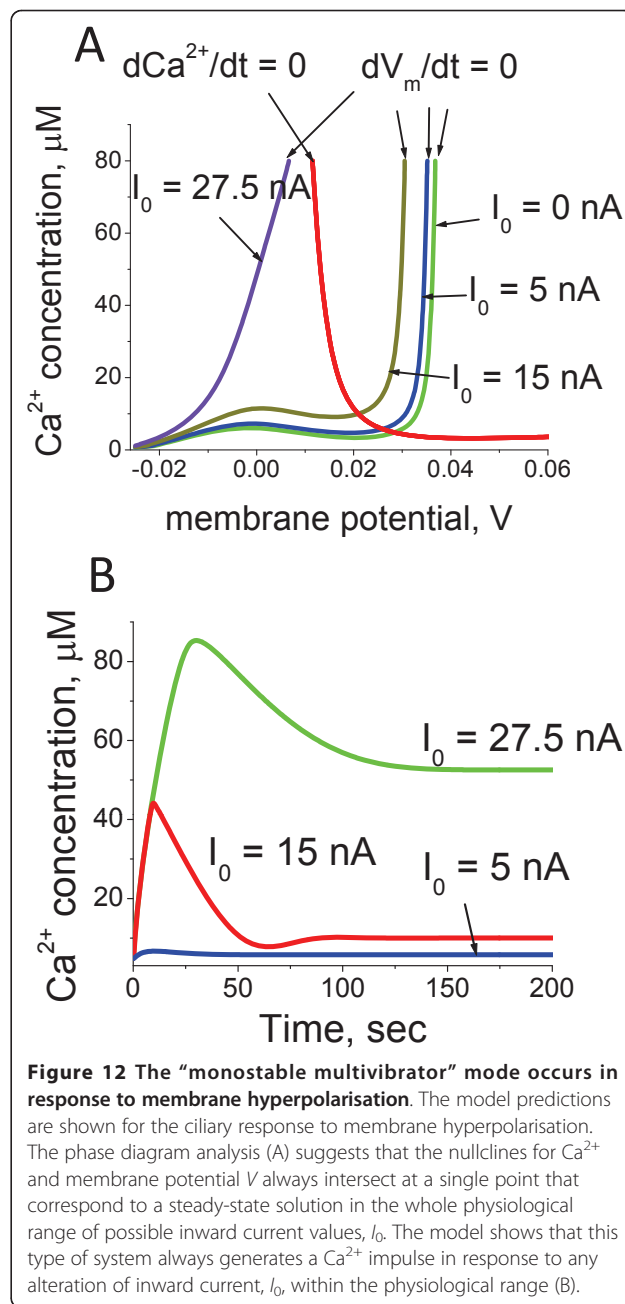 A
dCa²⁺/dt = 0 dVₘ/dt = 0
80
I₀ = 27.5 nA
I₀ = 0 nA
60
I₀ = 5 nA
40
I₀ = 15 nA
20
0
Ca²⁺ concentration, µM
-0.02 0.00 0.02 0.04 0.06
membrane potential, V
B
80
60
40
20
Ca²⁺ concentration, µM
I₀ = 27.5 nA
I₀ = 15 nA
I₀ = 5 nA
0 50 100 150 200
Time, sec
Figure 12 The "monostable multivibrator" mode occurs in
response to membrane hyperpolarisation. The model predictions
are shown for the ciliary response to membrane hyperpolarisation.
The phase diagram analysis (A) suggests that the nullclines for Ca²⁺
and membrane potential V always intersect at a single point that
correspond to a steady-state solution in the whole physiological
range of possible inward current values, I₀. The model shows that this
type of system always generates a Ca²⁺ impulse in response to any
alteration of inward current, I₀, within the physiological range (B).